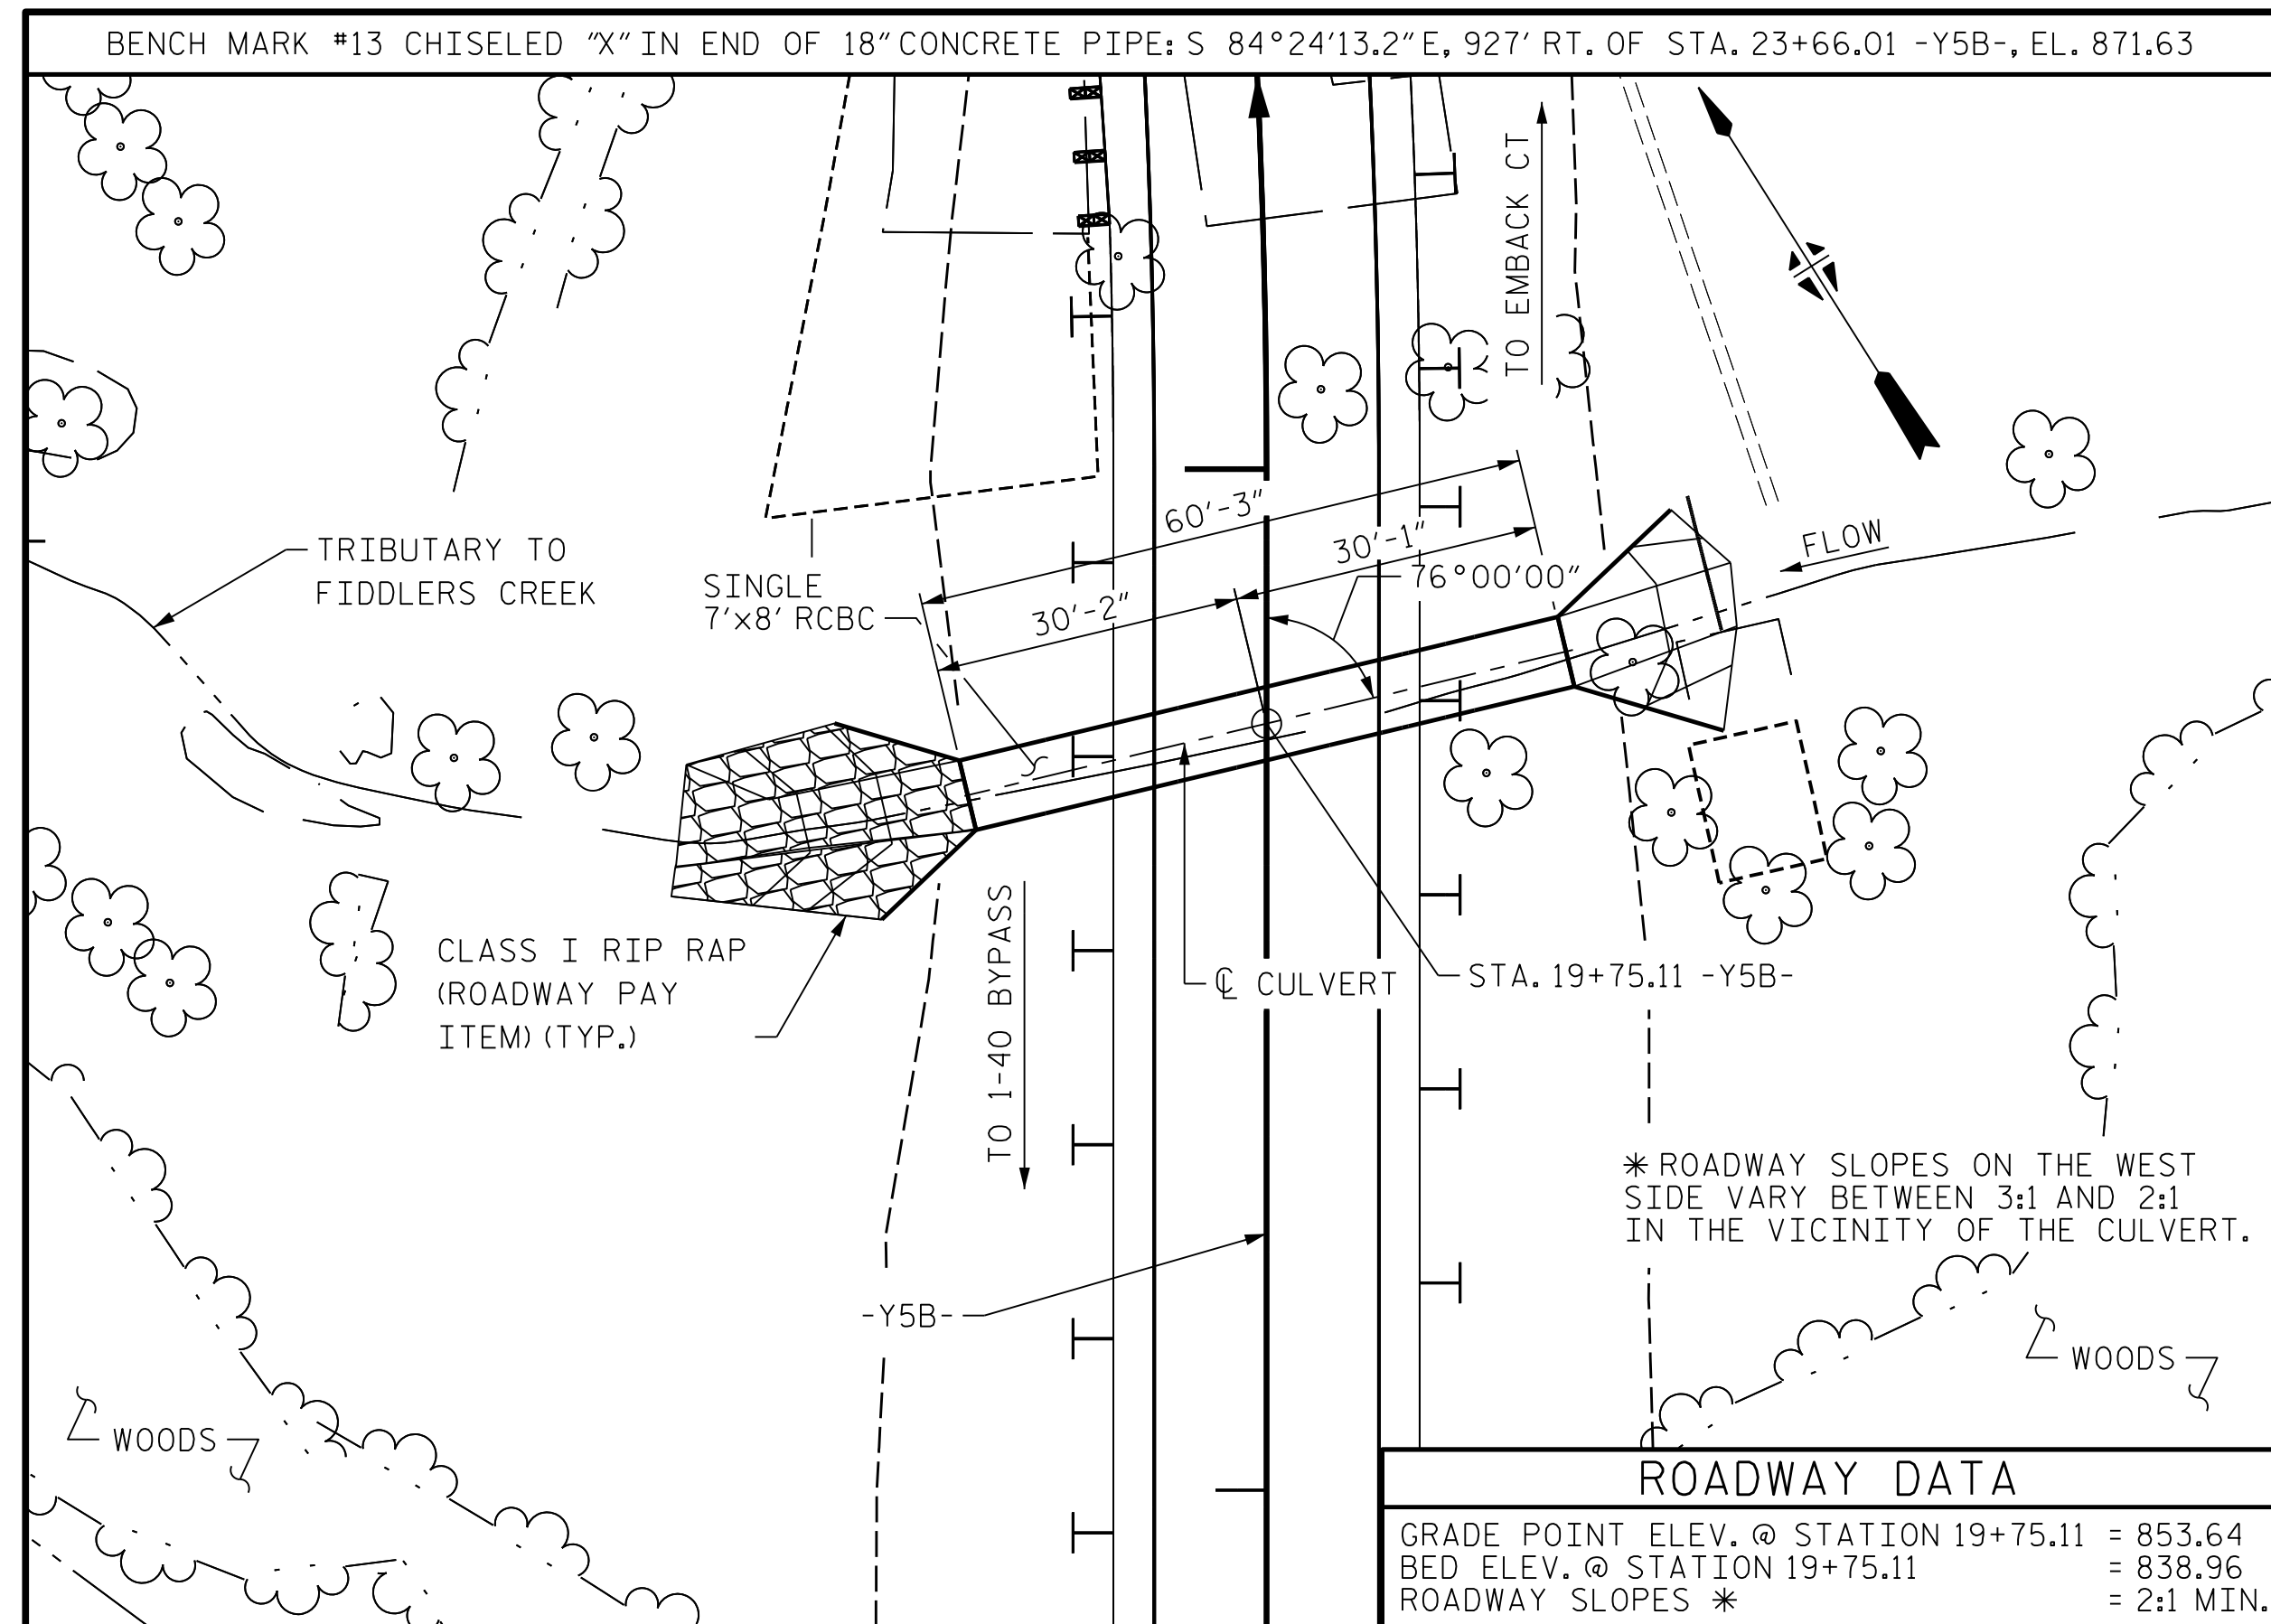 BENCH MARK #13 CHISELED "X" IN END OF 18" CONCRETE PIPE: S 84°24'13.2" E, 927' RT. OF STA. 23+66.01 -Y5B-, EL. 871.63
TO EMBACK CT
60'-3"
30'-1"
30'-2"
76°00'00"
FLOW
TRIBUTARY TO
FIDDLERS CREEK
SINGLE
7'x8' RCBC
CLASS I RIP RAP
(ROADWAY PAY
ITEM) (TYP.)
TO 1-40 BYPASS
℄ CULVERT
STA. 19+75.11 -Y5B-
* ROADWAY SLOPES ON THE WEST
SIDE VARY BETWEEN 3:1 AND 2:1
IN THE VICINITY OF THE CULVERT.
-Y5B-
WOODS
WOODS
ROADWAY DATA
GRADE POINT ELEV. @ STATION 19+75.11 = 853.64
BED ELEV. @ STATION 19+75.11 = 838.96
ROADWAY SLOPES * = 2:1 MIN.